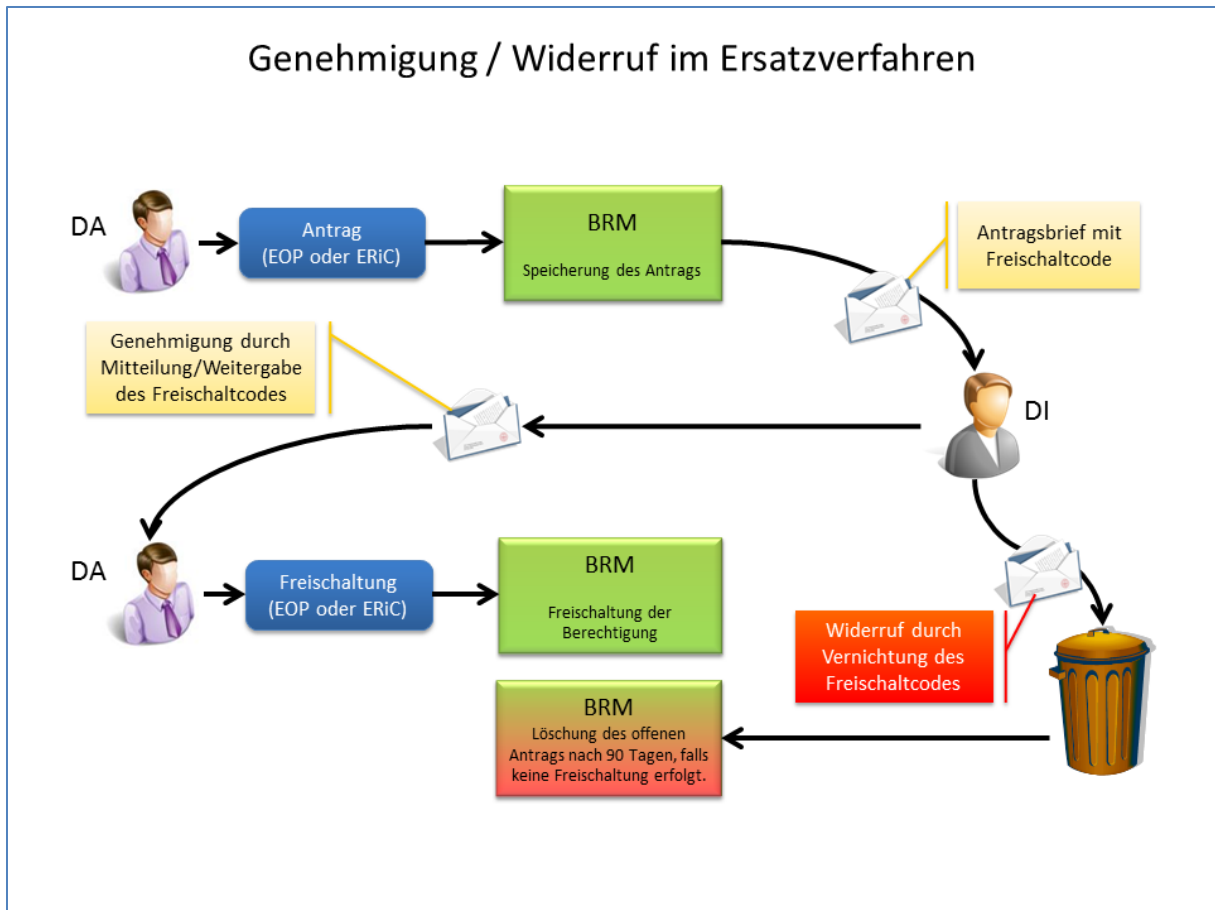 Genehmigung / Widerruf im Ersatzverfahren
DA
Antrag
(EOP oder ERiC)
BRM
Speicherung des Antrags
Antragsbrief mit
Freischaltcode
Genehmigung durch
Mitteilung/Weitergabe
des Freischaltcodes
DI
DA
Freischaltung
(EOP oder ERiC)
BRM
Freischaltung der
Berechtigung
Widerruf durch
Vernichtung des
Freischaltcodes
BRM
Löschung des offenen
Antrags nach 90 Tagen, falls
keine Freischaltung erfolgt.